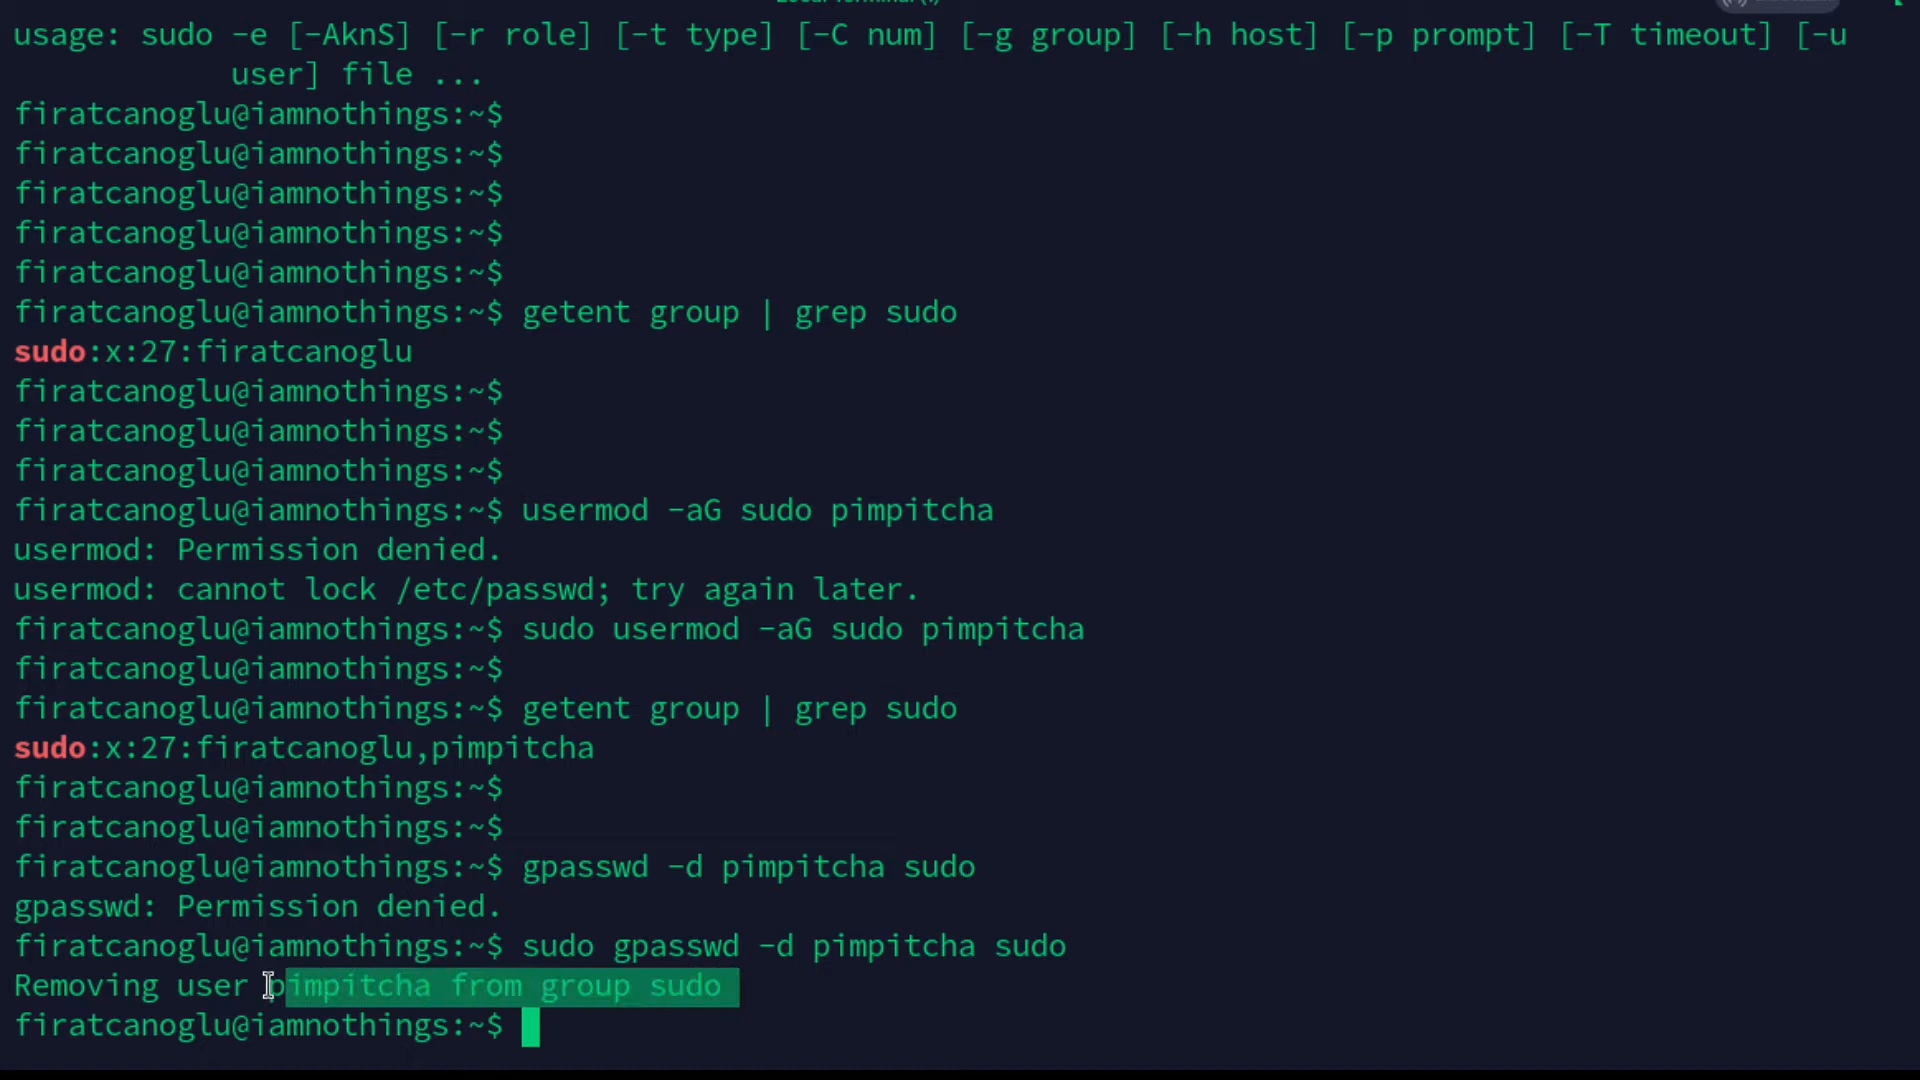 usage: sudo -e [-AknS] [-r role] [-t type] [-C num] [-g group] [-h host] [-p prompt] [-T timeout] [-u
user] file ...
firatcanoglu@iamnothings:~$
firatcanoglu@iamnothings:~$
firatcanoglu@iamnothings:~$
firatcanoglu@iamnothings:~$
firatcanoglu@iamnothings:~$
firatcanoglu@iamnothings:~$ getent group | grep sudo
sudo:x:27:firatcanoglu
firatcanoglu@iamnothings:~$
firatcanoglu@iamnothings:~$
firatcanoglu@iamnothings:~$
firatcanoglu@iamnothings:~$ usermod -aG sudo pimpitcha
usermod: Permission denied.
usermod: cannot lock /etc/passwd; try again later.
firatcanoglu@iamnothings:~$ sudo usermod -aG sudo pimpitcha
firatcanoglu@iamnothings:~$
firatcanoglu@iamnothings:~$ getent group | grep sudo
sudo:x:27:firatcanoglu,pimpitcha
firatcanoglu@iamnothings:~$
firatcanoglu@iamnothings:~$
firatcanoglu@iamnothings:~$ gpasswd -d pimpitcha sudo
gpasswd: Permission denied.
firatcanoglu@iamnothings:~$ sudo gpasswd -d pimpitcha sudo
Removing user pimpitcha from group sudo
firatcanoglu@iamnothings:~$